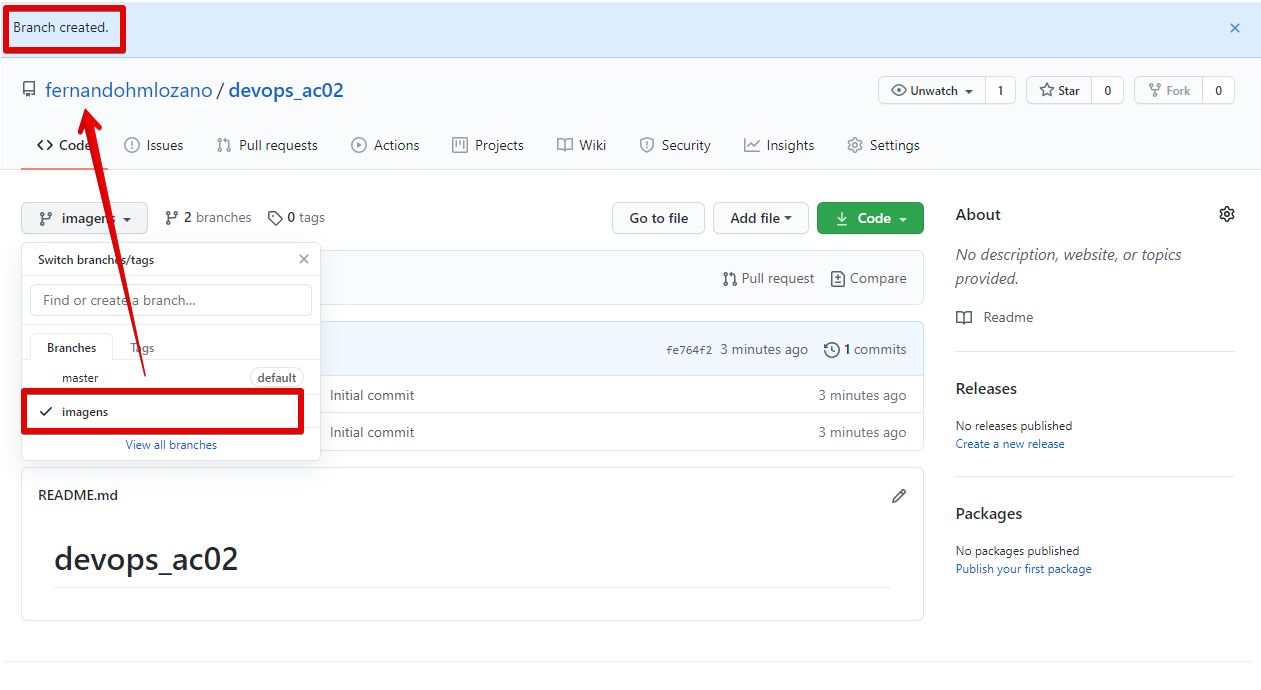 Branch created.
fernandohmlozano / devops_ac02
Unwatch 1 Star 0 Fork 0
Code Issues Pull requests Actions Projects Wiki Security Insights Settings
imagens 2 branches 0 tags Go to file Add file Code
Switch branches/tags
Find or create a branch...
Branches Tags
master default
imagens
View all branches
Pull request Compare
fe764f2 3 minutes ago 1 commits
Initial commit 3 minutes ago
Initial commit 3 minutes ago
README.md
devops_ac02
About
No description, website, or topics
provided.
Readme
Releases
No releases published
Create a new release
Packages
No packages published
Publish your first package